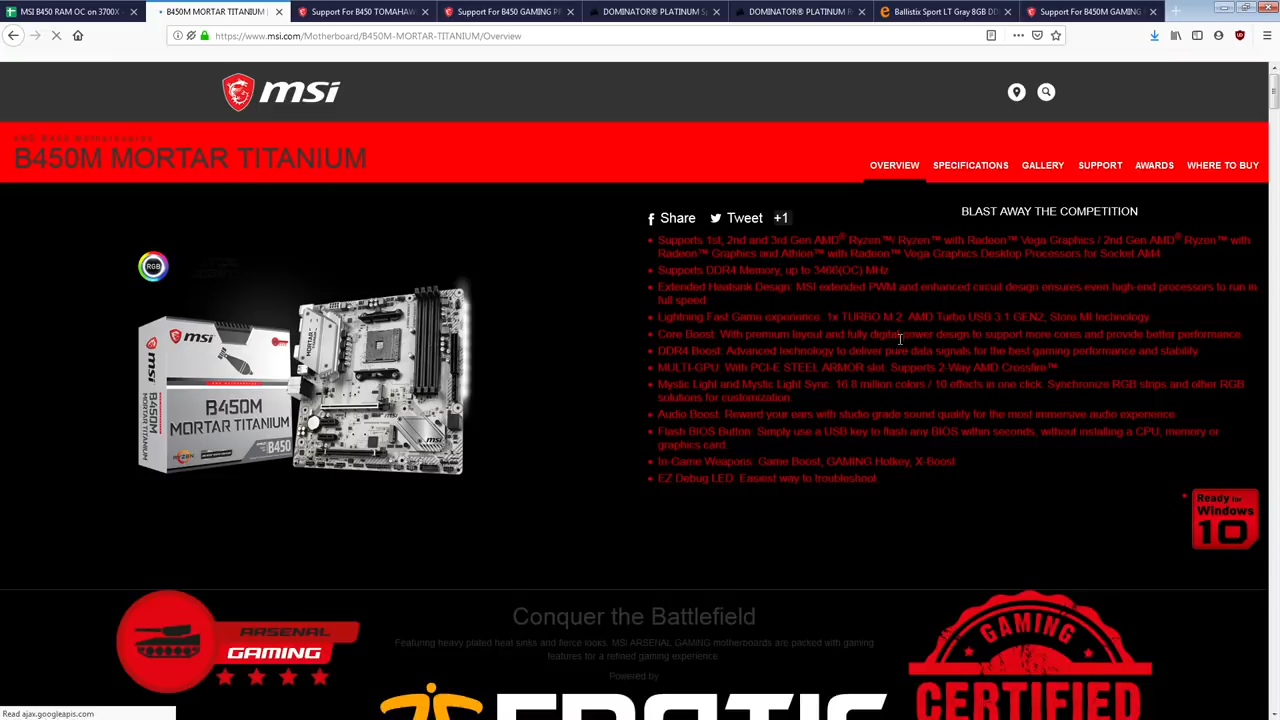 MSI B450 RAM OC on 3700X -
B450M MORTAR TITANIUM |
Support For B450 TOMAHAWK
Support For B450 GAMING P
DOMINATOR® PLATINUM Sp
DOMINATOR® PLATINUM R
Ballistix Sport LT Gray 8GB DD
Support For B450M GAMING
https://www.msi.com/Motherboard/B450M-MORTAR-TITANIUM/Overview
msi
AMD B450 Motherboards
B450M MORTAR TITANIUM
OVERVIEW SPECIFICATIONS GALLERY SUPPORT AWARDS WHERE TO BUY
Share Tweet +1
BLAST AWAY THE COMPETITION
Supports 1st, 2nd and 3rd Gen AMD® Ryzen™/ Ryzen™ with Radeon™ Vega Graphics / 2nd Gen AMD® Ryzen™ with
Radeon™ Graphics and Athlon™ with Radeon™ Vega Graphics Desktop Processors for Socket AM4
Supports DDR4 Memory, up to 3466(OC) MHz
Extended Heatsink Design: MSI extended PWM and enhanced circuit design ensures even high-end processors to run in
full speed
Lightning Fast Game experience: 1x TURBO M.2, AMD Turbo USB 3.1 GEN2, Store MI technology
Core Boost: With premium layout and fully digital power design to support more cores and provide better performance
DDR4 Boost: Advanced technology to deliver pure data signals for the best gaming performance and stability
MULTI-GPU: With PCI-E STEEL ARMOR slot. Supports 2-Way AMD Crossfire™
Mystic Light and Mystic Light Sync: 16.8 million colors / 10 effects in one click. Synchronize RGB strips and other RGB
solutions for customization.
Audio Boost: Reward your ears with studio grade sound quality for the most immersive audio experience
Flash BIOS Button: Simply use a USB key to flash any BIOS within seconds, without installing a CPU, memory or
graphics card.
In-Game Weapons: Game Boost, GAMING Hotkey, X-Boost
EZ Debug LED: Easiest way to troubleshoot
RGB
msi
B450M
MORTAR TITANIUM
B450M
MORTAR TITANIUM
RYZEN
B450
MORTAR
msi
Ready for
Windows
10
Conquer the Battlefield
Featuring heavy plated heat sinks and fierce looks, MSI ARSENAL GAMING motherboards are packed with gaming
features for a refined gaming experience.
Powered by
ARSENAL
GAMING
FNATIC
GAMING
CERTIFIED
Read ajax.googleapis.com